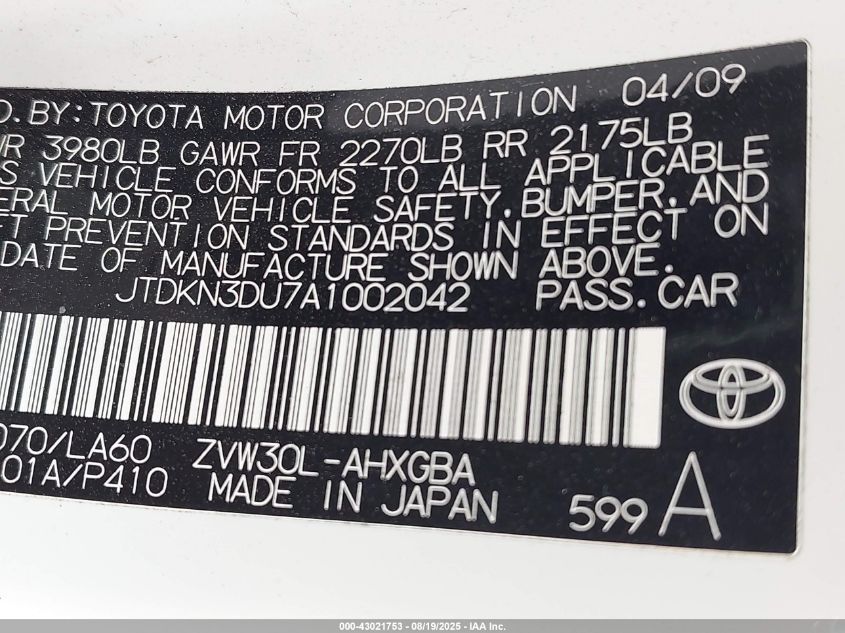 D. BY: TOYOTA MOTOR CORPORATION 04/09
WR 3980LB GAWR FR 2270LB RR 2175LB
S VEHICLE CONFORMS TO ALL APPLICABLE
ERAL MOTOR VEHICLE SAFETY, BUMPER, AND
FT PREVENTION STANDARDS IN EFFECT ON
DATE OF MANUFACTURE SHOWN ABOVE.
JTDKN3DU7A1002042 PASS. CAR
070/LA60 ZVW30L-AHXGBA
01A/P410 MADE IN JAPAN 599 A
000-43021753 - 08/19/2025 - IAA Inc.